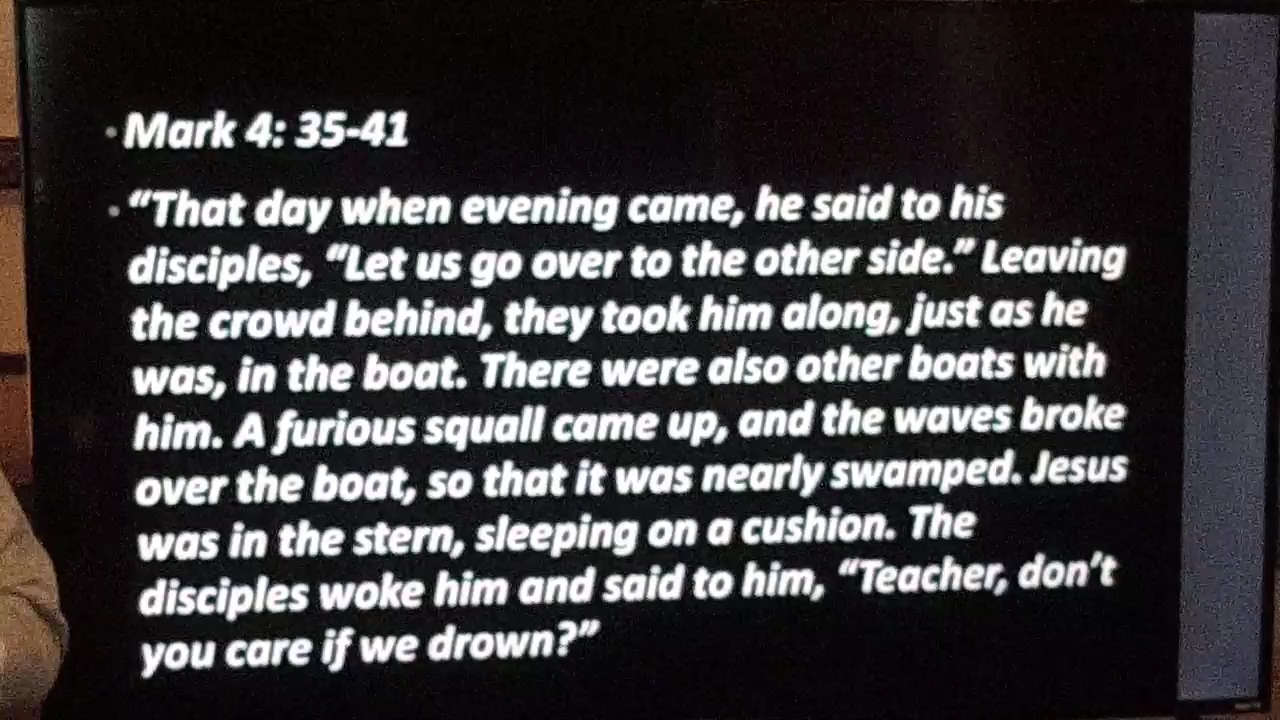 • Mark 4: 35-41
• “That day when evening came, he said to his
disciples, “Let us go over to the other side.” Leaving
the crowd behind, they took him along, just as he
was, in the boat. There were also other boats with
him. A furious squall came up, and the waves broke
over the boat, so that it was nearly swamped. Jesus
was in the stern, sleeping on a cushion. The
disciples woke him and said to him, “Teacher, don’t
you care if we drown?”